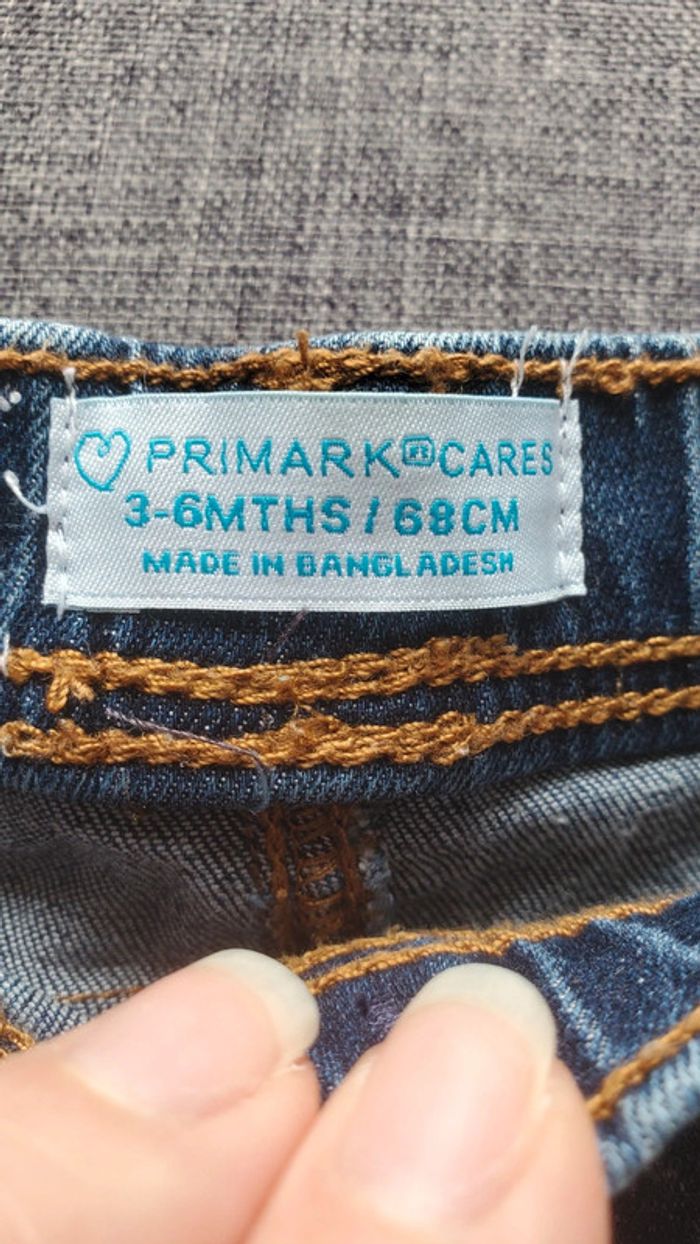 PRIMARK CARES
3-6MTHS / 68CM
MADE IN BANGLADESH